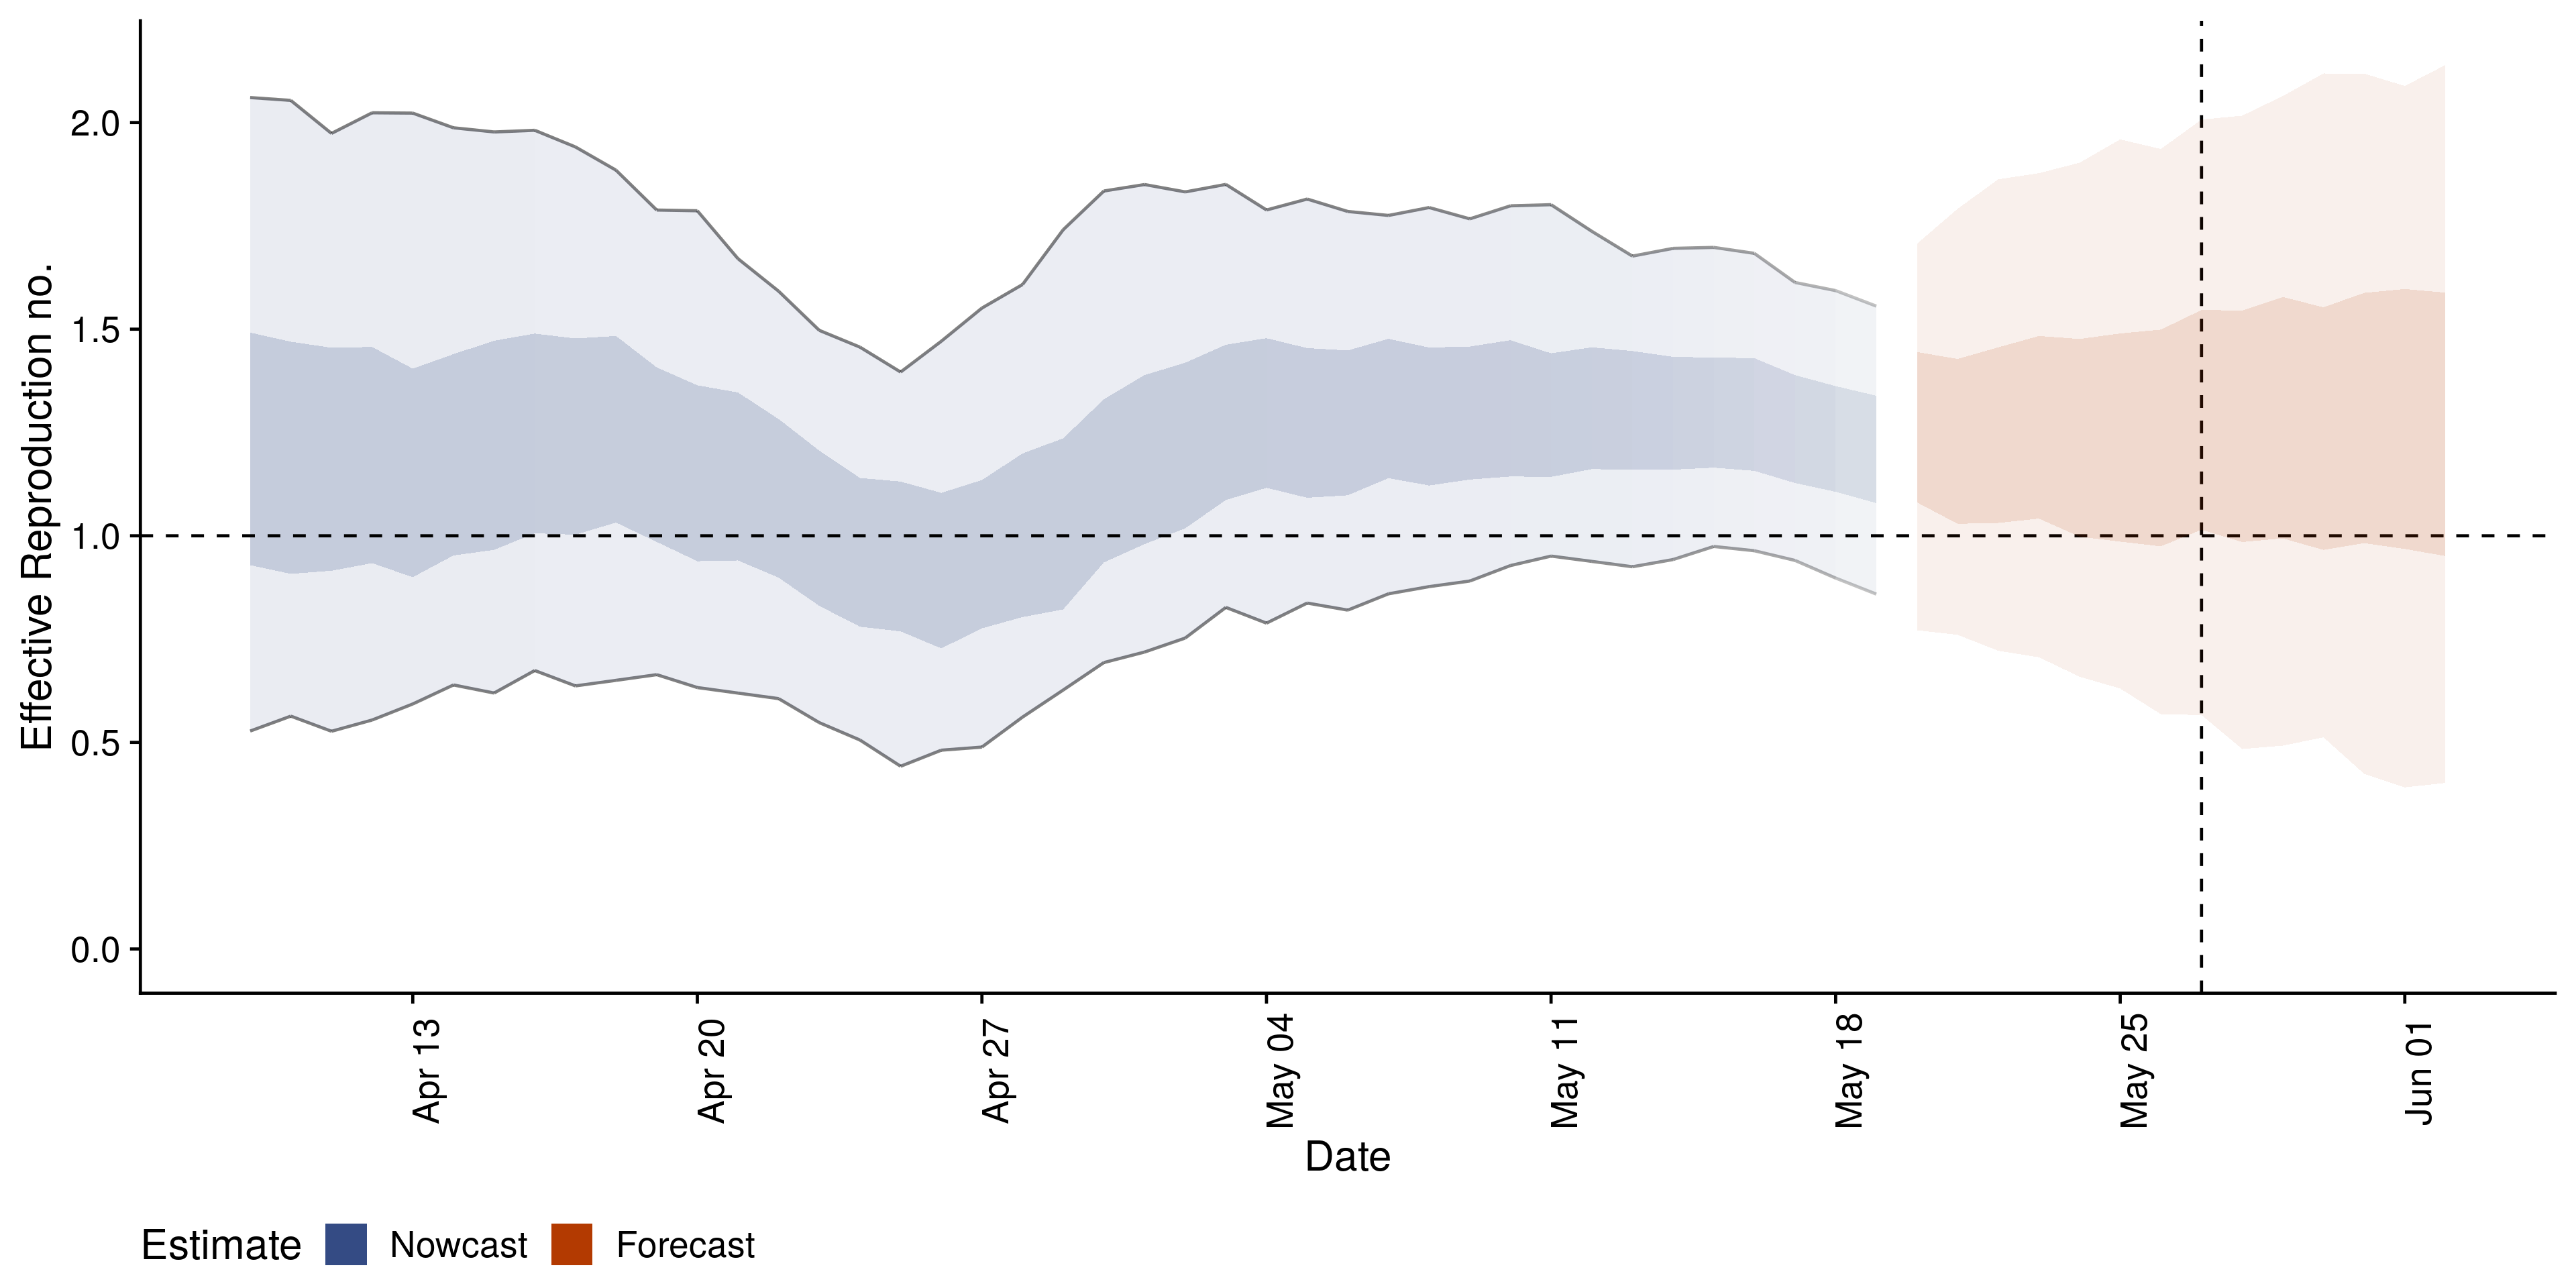 Effective Reproduction no.
2.0
1.5
1.0
0.5
0.0
Apr 13
Apr 20
Apr 27
May 04
May 11
May 18
May 25
Jun 01
Date
Estimate Nowcast Forecast